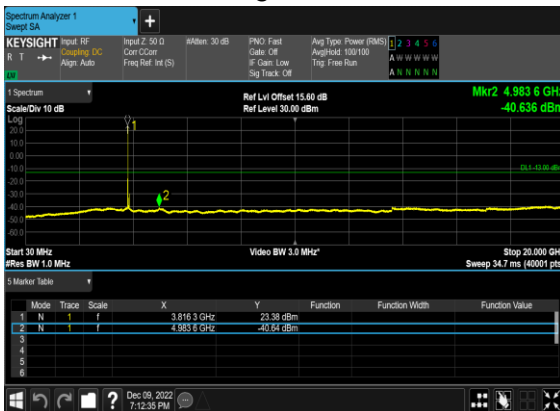 Spectrum Analyzer 1
Swept SA
KEYSIGHT Input: RF Input Z: 50 Ω #Atten: 30 dB PNO: Fast Avg Type: Power (RMS) 1 2 3 4 5 6
R T Coupling: DC Corr CCorr Gate: Off Avg|Hold: 100/100 A W W W W W
Align: Auto Freq Ref: Int (S) IF Gain: Low Trig: Free Run
Sig Track: Off A N N N N N
1 Spectrum
Ref Lvl Offset 15.60 dB Mkr2 4.983 6 GHz
Scale/Div 10 dB Ref Level 30.00 dBm -40.636 dBm
Log
20.0
10.0
0.00
-10.0
DL1 -13.00 dBm
-20.0
-30.0
-40.0
-50.0
-60.0
1
2
Start 30 MHz Video BW 3.0 MHz* Stop 20.000 GHz
#Res BW 1.0 MHz Sweep 34.7 ms (40001 pts
5 Marker Table
Mode Trace Scale X Y Function Function Width Function Value
1 N 1 f 3.816 3 GHz 23.38 dBm
2 N 1 f 4.983 6 GHz -40.64 dBm
3
4
5
6
? Dec 09, 2022
7:12:35 PM